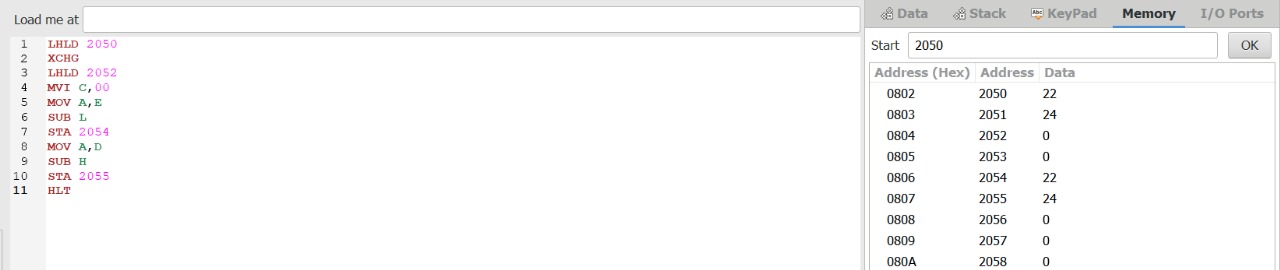 Load me at
1 LHLD 2050
2 XCHG
3 LHLD 2052
4 MVI C,00
5 MOV A,E
6 SUB L
7 STA 2054
8 MOV A,D
9 SUB H
10 STA 2055
11 HLT
Data Stack KeyPad Memory I/O Ports
Start 2050 OK
Address (Hex) Address Data
0802 2050 22
0803 2051 24
0804 2052 0
0805 2053 0
0806 2054 22
0807 2055 24
0808 2056 0
0809 2057 0
080A 2058 0